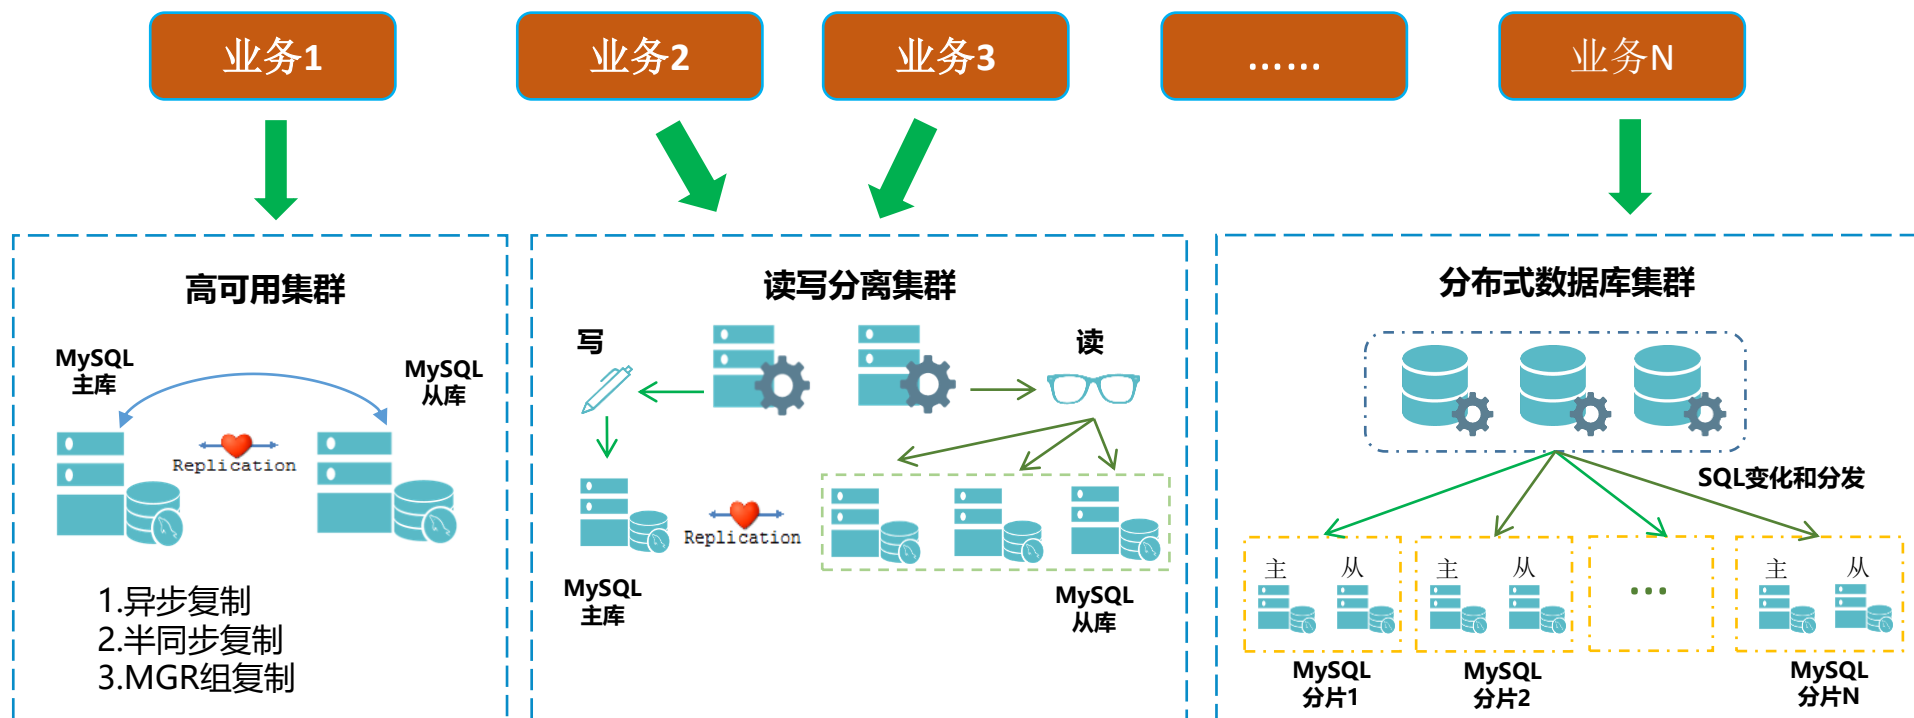 业务1
业务2
业务3
……
业务N
高可用集群
MySQL
主库
MySQL
从库
Replication
1.异步复制
2.半同步复制
3.MGR组复制
读写分离集群
写
读
Replication
MySQL
主库
MySQL
从库
分布式数据库集群
SQL变化和分发
主
从
主
从
...
主
从
MySQL
分片1
MySQL
分片2
MySQL
分片N